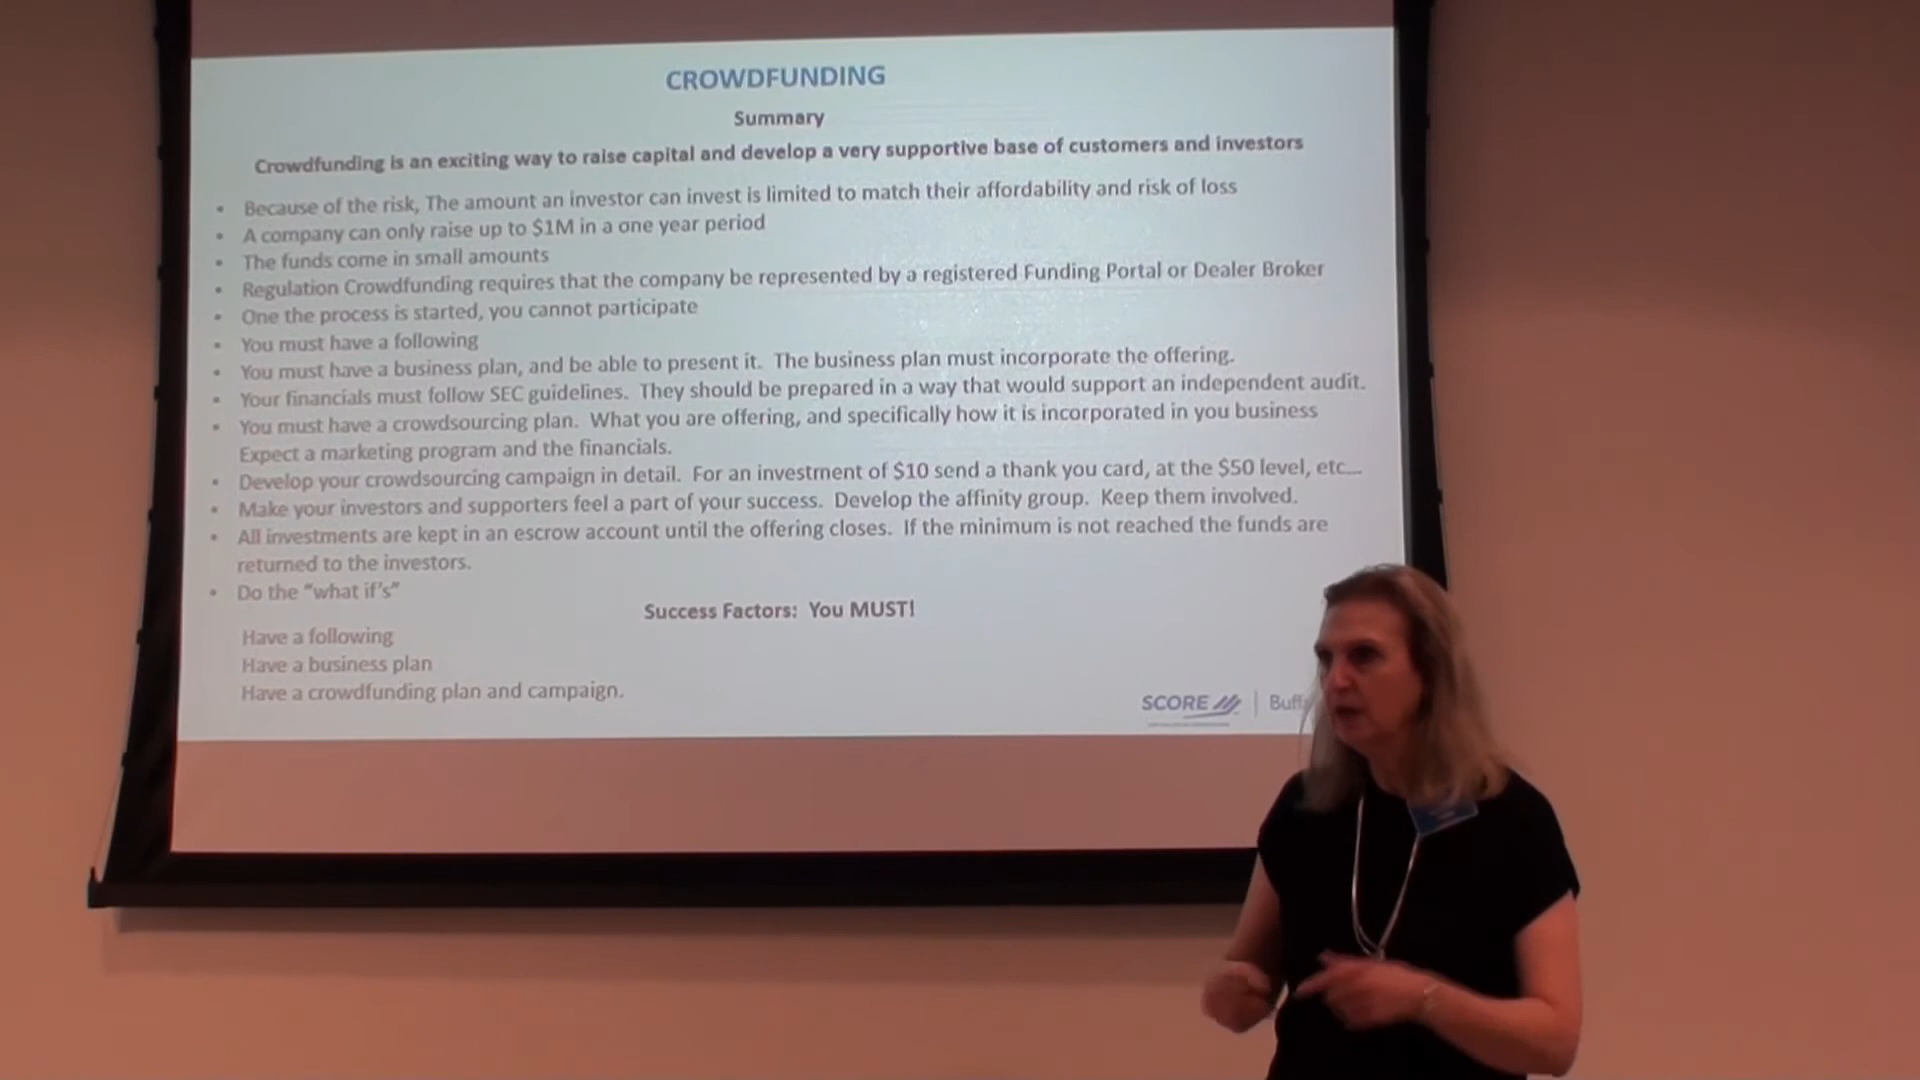 CROWDFUNDING
Summary
Crowdfunding is an exciting way to raise capital and develop a very supportive base of customers and investors
• Because of the risk, The amount an investor can invest is limited to match their affordability and risk of loss
• A company can only raise up to $1M in a one year period
• The funds come in small amounts
• Regulation Crowdfunding requires that the company be represented by a registered Funding Portal or Dealer Broker
• One the process is started, you cannot participate
• You must have a following
• You must have a business plan, and be able to present it. The business plan must incorporate the offering.
• Your financials must follow SEC guidelines. They should be prepared in a way that would support an independent audit.
• You must have a crowdsourcing plan. What you are offering, and specifically how it is incorporated in you business
Expect a marketing program and the financials.
• Develop your crowdsourcing campaign in detail. For an investment of $10 send a thank you card, at the $50 level, etc...
• Make your investors and supporters feel a part of your success. Develop the affinity group. Keep them involved.
• All investments are kept in an escrow account until the offering closes. If the minimum is not reached the funds are
returned to the investors.
• Do the “what if’s”
Success Factors: You MUST!
Have a following
Have a business plan
Have a crowdfunding plan and campaign.
SCORE | Buff